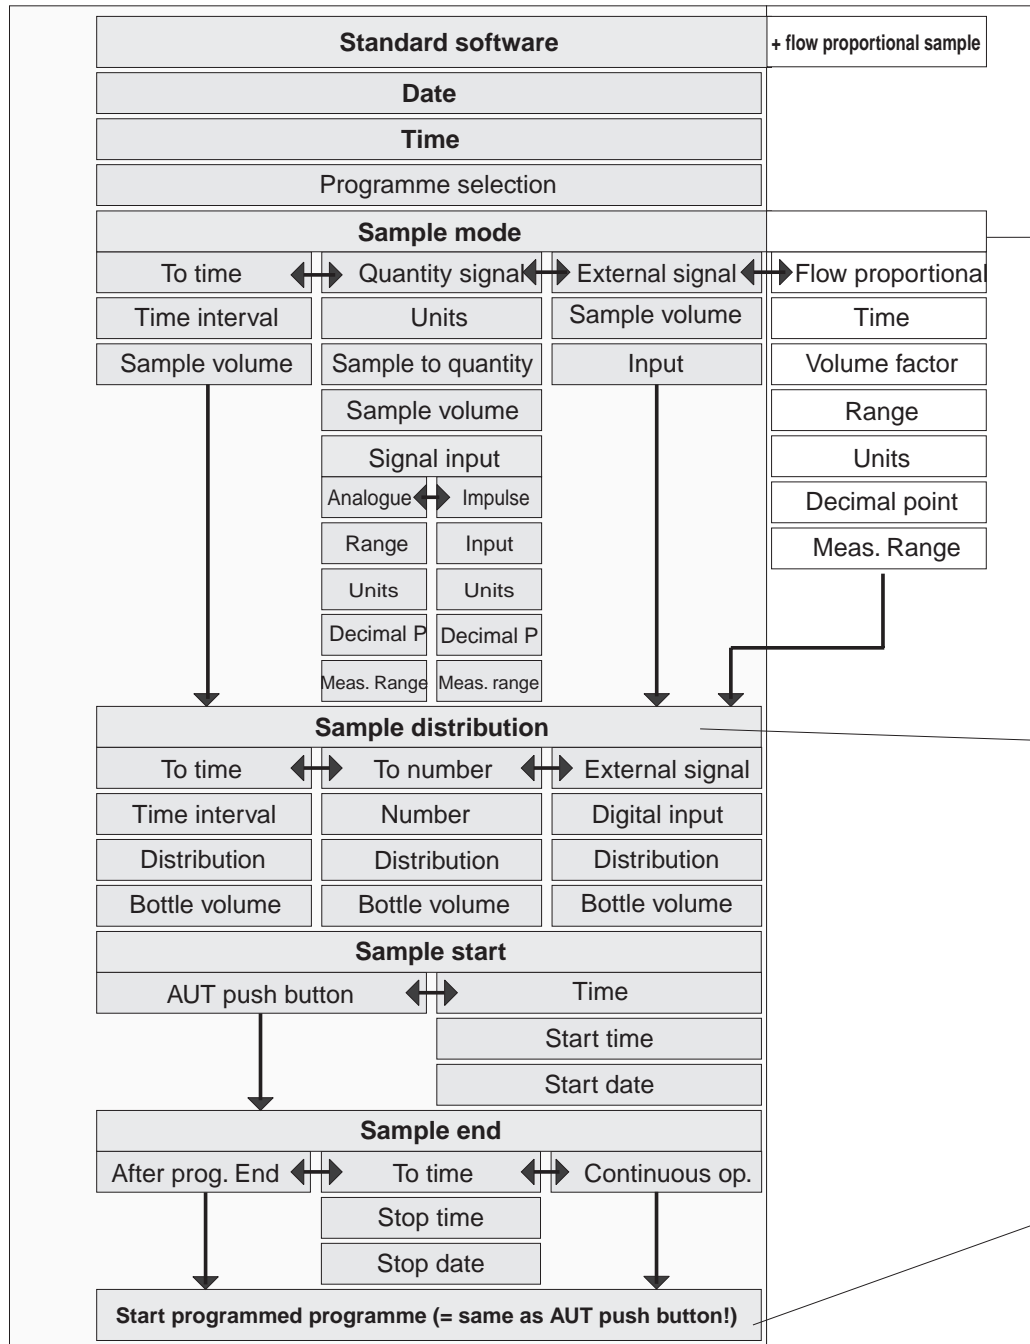 Standard software
+ flow proportional sample
Date
Time
Programme selection
Sample mode
To time
Quantity signal
External signal
Flow proportional
Time interval
Units
Sample volume
Time
Sample volume
Sample to quantity
Input
Volume factor
Sample volume
Range
Signal input
Units
Analogue
Impulse
Decimal point
Range
Input
Meas. Range
Units
Units
Decimal P
Decimal P
Meas. Range
Meas. range
Sample distribution
To time
To number
External signal
Time interval
Number
Digital input
Distribution
Distribution
Distribution
Bottle volume
Bottle volume
Bottle volume
Sample start
AUT push button
Time
Start time
Start date
Sample end
After prog. End
To time
Continuous op.
Stop time
Stop date
Start programmed programme (= same as AUT push button!)